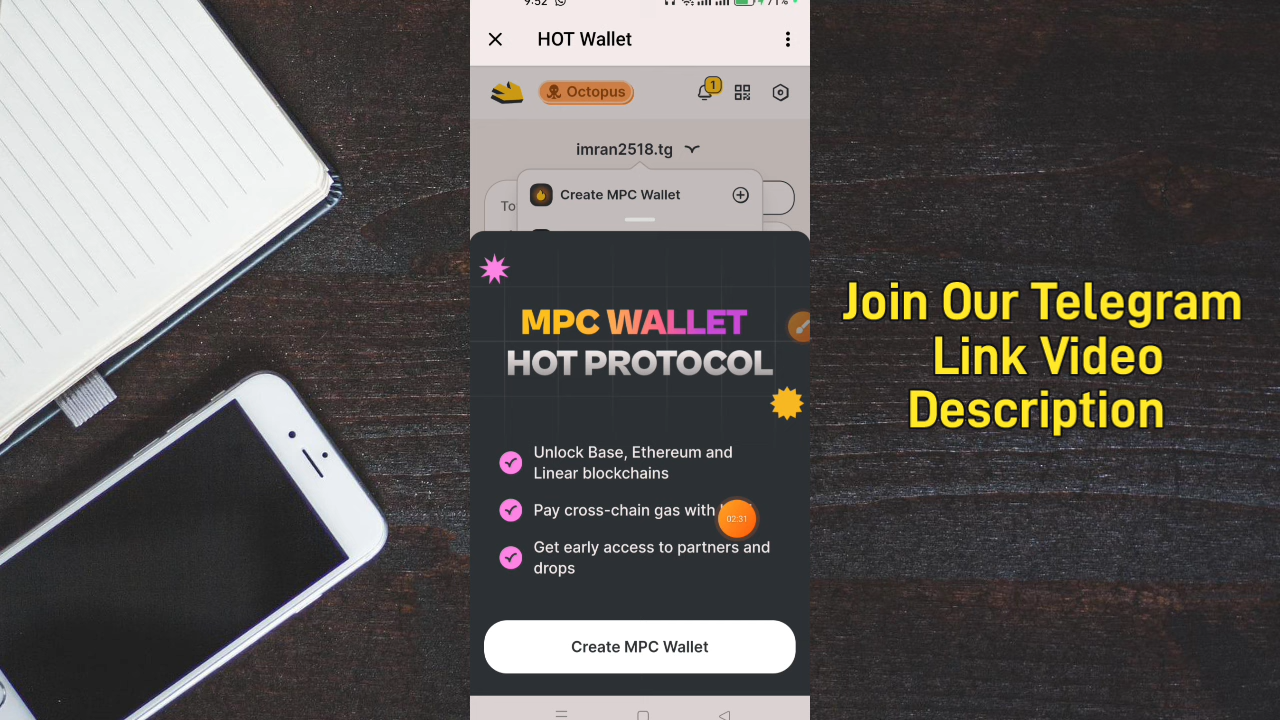 9:52
71%
HOT Wallet
Octopus
1
imran2518.tg
Create MPC Wallet
To
MPC WALLET
HOT PROTOCOL
Unlock Base, Ethereum and
Linear blockchains
Pay cross-chain gas with
02:31
Get early access to partners and
drops
Create MPC Wallet
Join Our Telegram
Link Video
Description